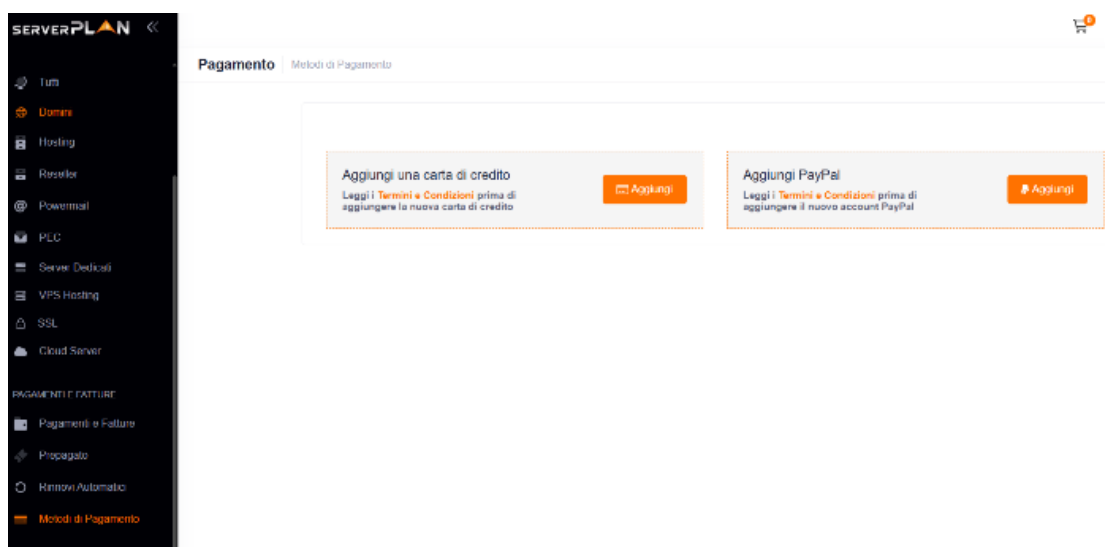 SERVERPLAN
0
Pagamento Metodi di Pagamento
Tutti
Domini
Hosting
Reseller
Powermail
PEC
Server Dedicati
VPS Hosting
SSL
Cloud Server
PAGAMENTI E FATTURE
Pagamenti e Fatture
Prepagato
Rinnovi Automatici
Metodi di Pagamento
Aggiungi una carta di credito
Leggi i Termini e Condizioni prima di
aggiungere la nuova carta di credito
Aggiungi
Aggiungi PayPal
Leggi i Termini e Condizioni prima di
aggiungere il nuovo account PayPal
Aggiungi